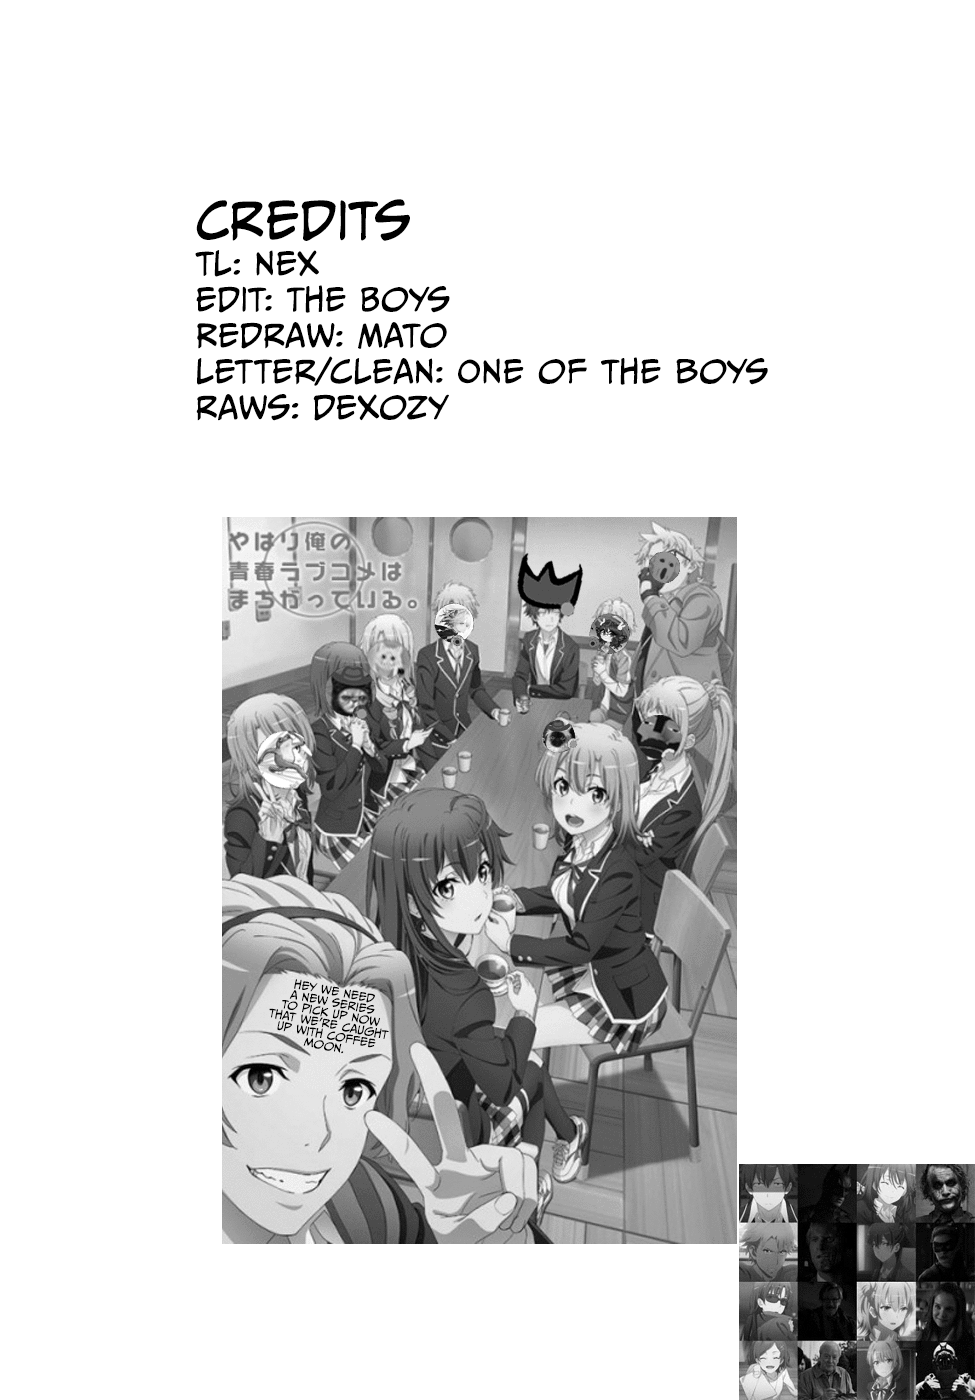 CREDITS
TL: NEX
EDIT: THE BOYS
REDRAW: MATO
LETTER/CLEAN: ONE OF THE BOYS
RAWS: DEXOZY
やはり俺の
青春ラブコメは
まちがっている。
HEY WE NEED
A NEW SERIES
TO PICK UP NOW
THAT WE'RE CAUGHT
UP WITH COFFEE
MOON.